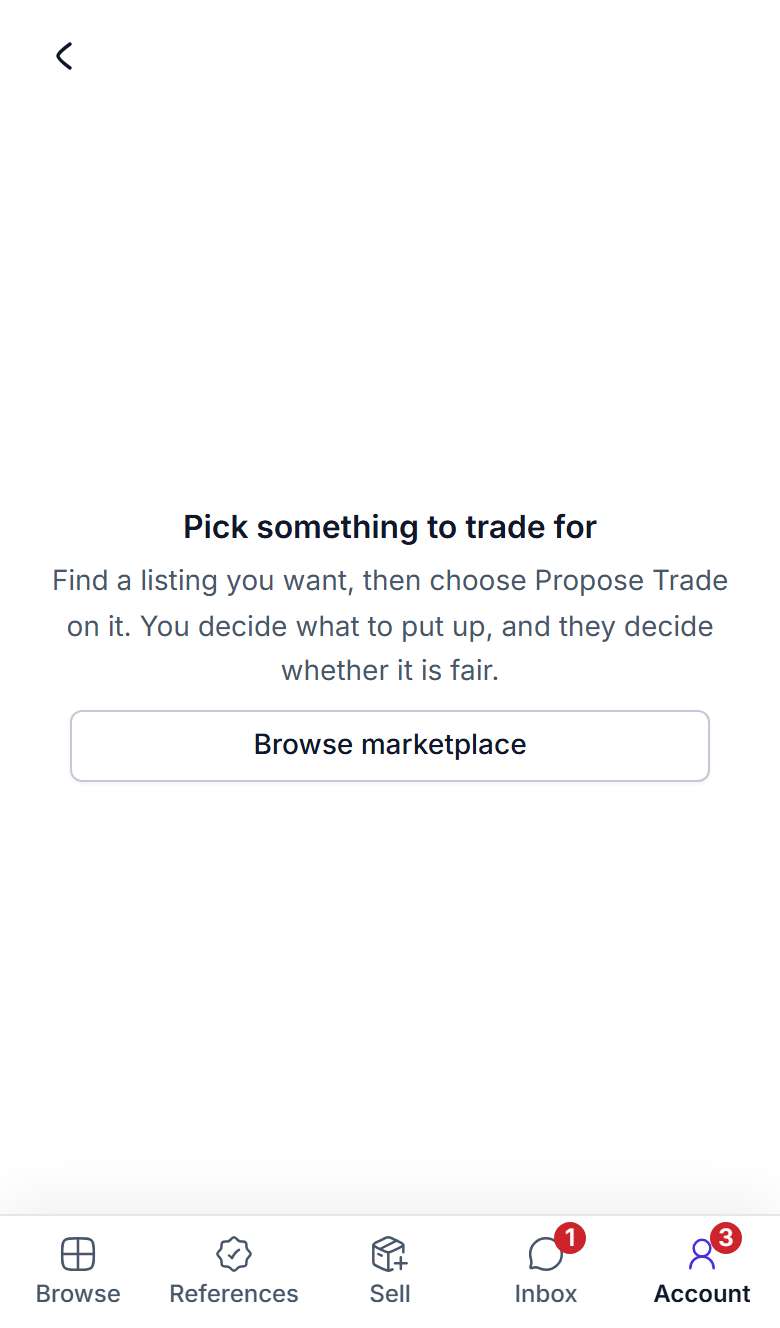 Pick something to trade for
Find a listing you want, then choose Propose Trade
on it. You decide what to put up, and they decide
whether it is fair.
Browse marketplace
1
3
Browse
References
Sell
Inbox
Account